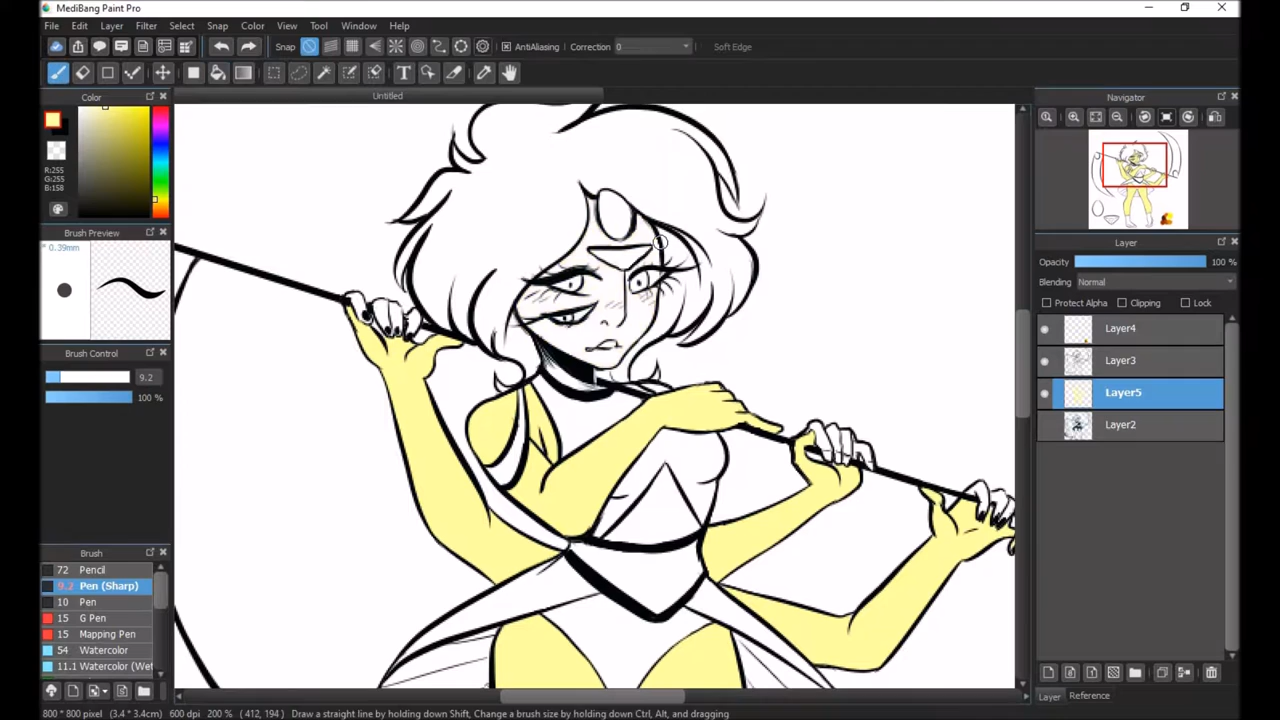 MediBang Paint Pro
File Edit Layer Filter Select Snap Color View Tool Window Help
Snap AntiAliasing Correction 0 Soft Edge
Color
Untitled
Navigator
R:255
G:255
B:158
Brush Preview
* 0.39mm
Layer
Opacity 100 %
Blending Normal
Protect Alpha Clipping Lock
Layer4
Layer3
Layer5
Layer2
Brush Control
9.2
100 %
Brush
72 Pencil
9.2 Pen (Sharp)
10 Pen
15 G Pen
15 Mapping Pen
54 Watercolor
11.1 Watercolor (Wet
Layer Reference
800 * 800 pixel (3.4 * 3.4cm) 600 dpi 200 % ( 412, 194 ) Draw a straight line by holding down Shift, Change a brush size by holding down Ctrl, Alt, and dragging